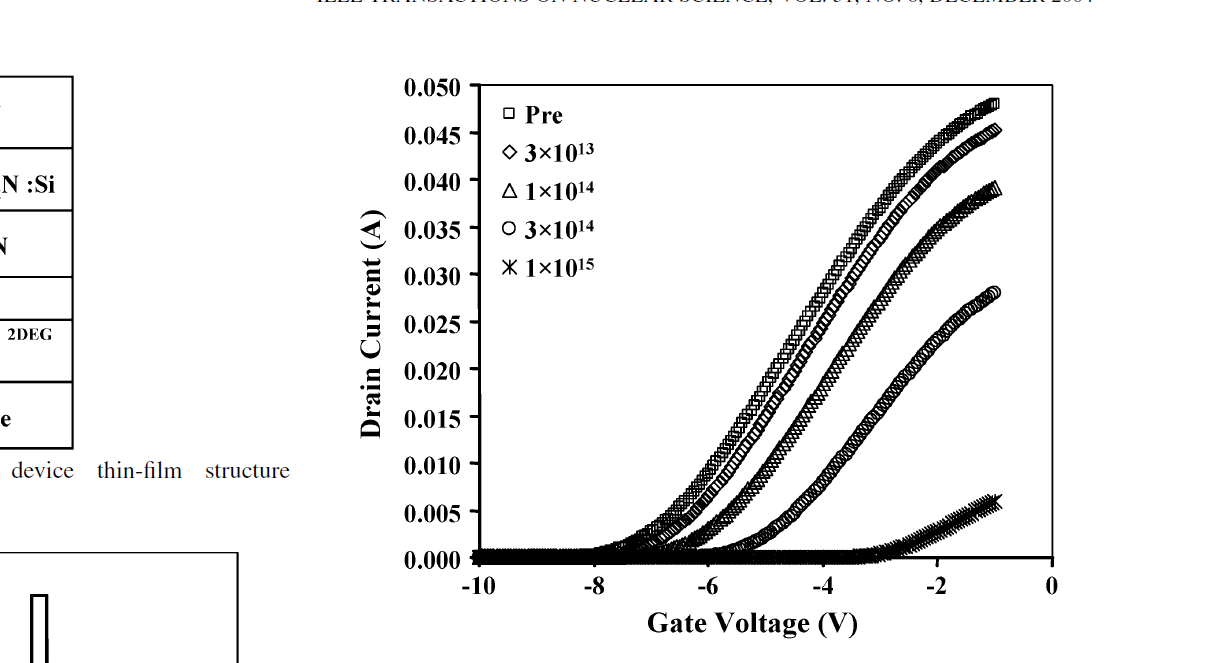 N :Si
N
2DEG
e
device thin-film structure
0.050
0.045
0.040
0.035
0.030
0.025
0.020
0.015
0.010
0.005
0.000
Drain Current (A)
Pre
3×10¹³
1×10¹⁴
3×10¹⁴
1×10¹⁵
-10 -8 -6 -4 -2 0
Gate Voltage (V)